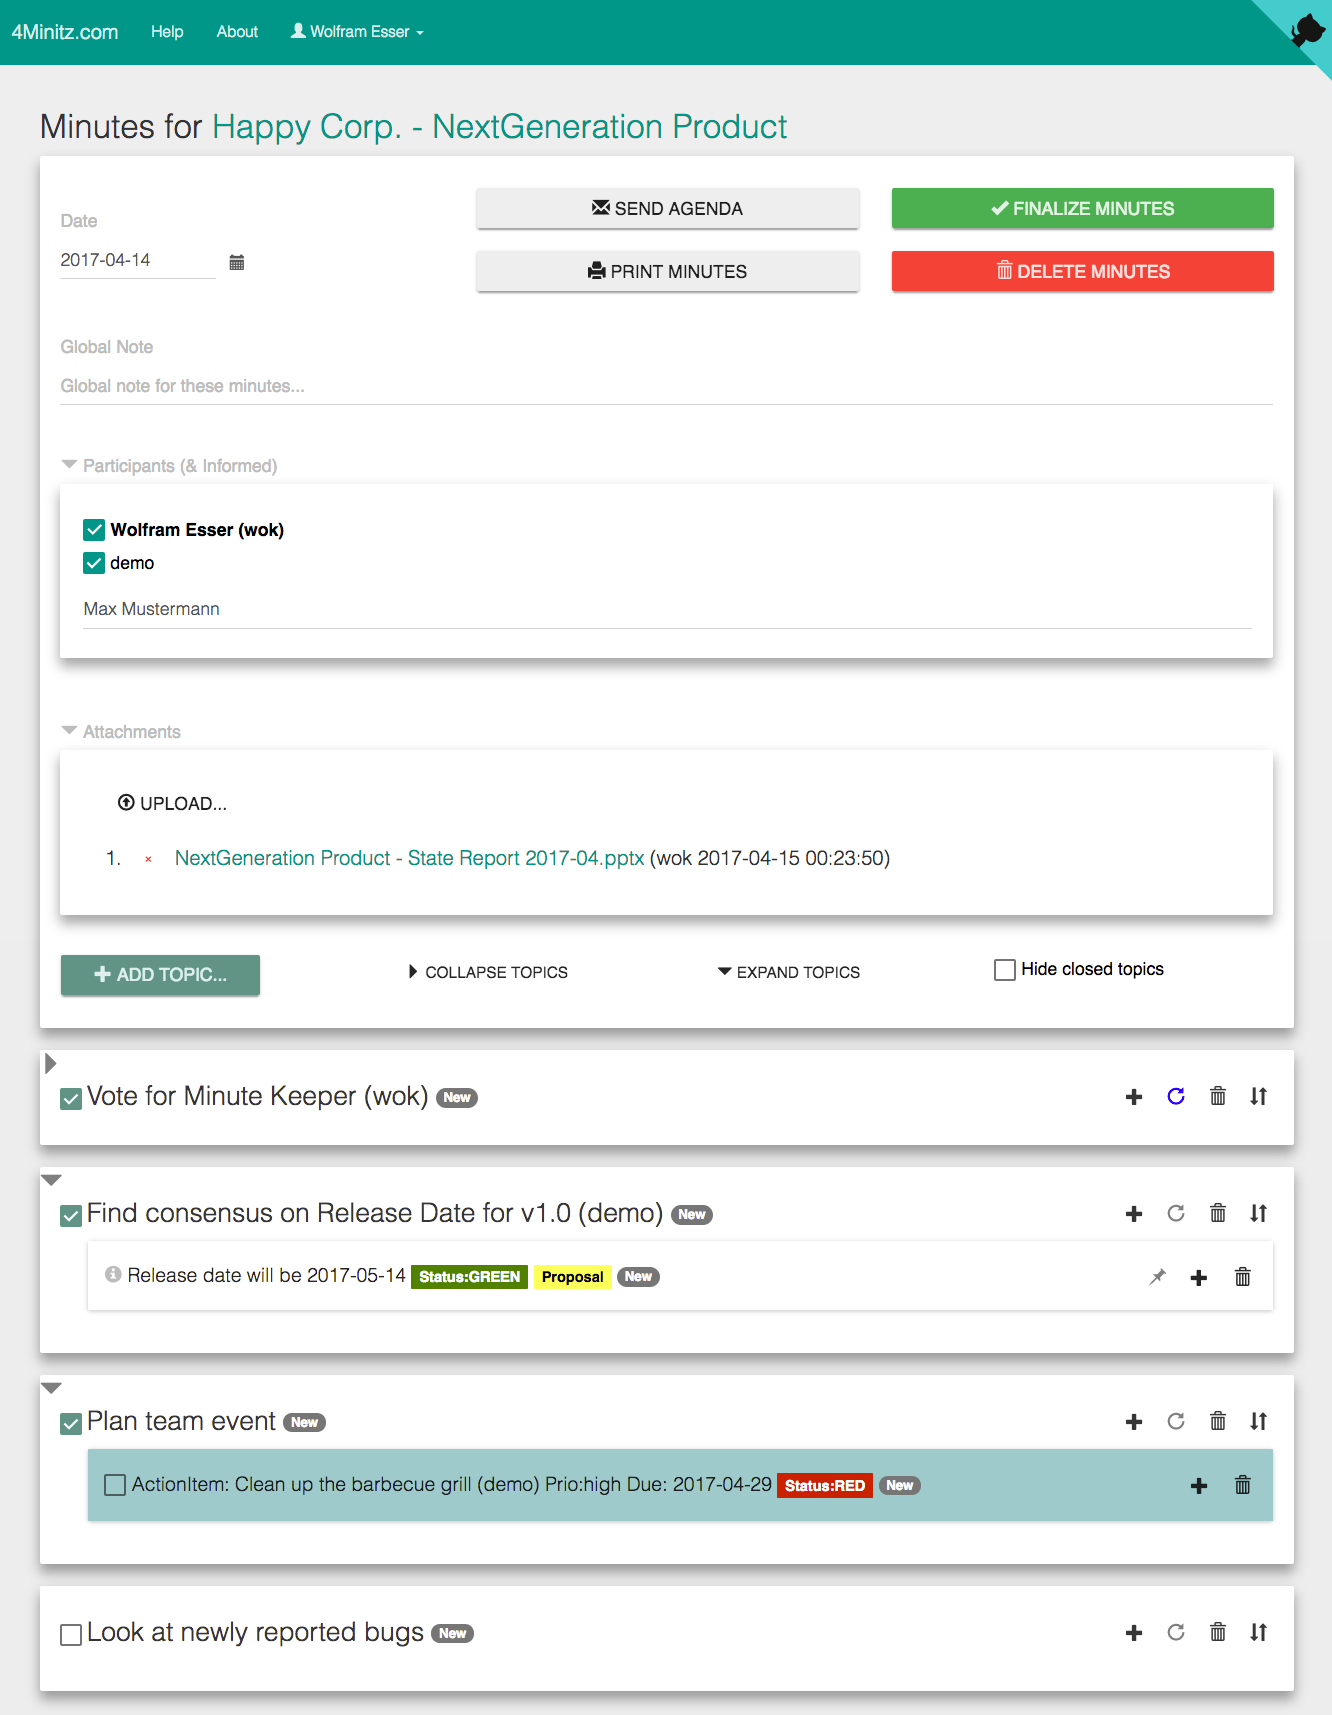 4Minitz.com Help About Wolfram Esser
Minutes for Happy Corp. - NextGeneration Product
Date
2017-04-14
SEND AGENDA
FINALIZE MINUTES
PRINT MINUTES
DELETE MINUTES
Global Note
Global note for these minutes...
Participants (& Informed)
Wolfram Esser (wok)
demo
Max Mustermann
Attachments
UPLOAD...
1. × NextGeneration Product - State Report 2017-04.pptx (wok 2017-04-15 00:23:50)
ADD TOPIC... COLLAPSE TOPICS EXPAND TOPICS Hide closed topics
Vote for Minute Keeper (wok) New
Find consensus on Release Date for v1.0 (demo) New
Release date will be 2017-05-14 Status:GREEN Proposal New
Plan team event New
ActionItem: Clean up the barbecue grill (demo) Prio:high Due: 2017-04-29 Status:RED New
Look at newly reported bugs New